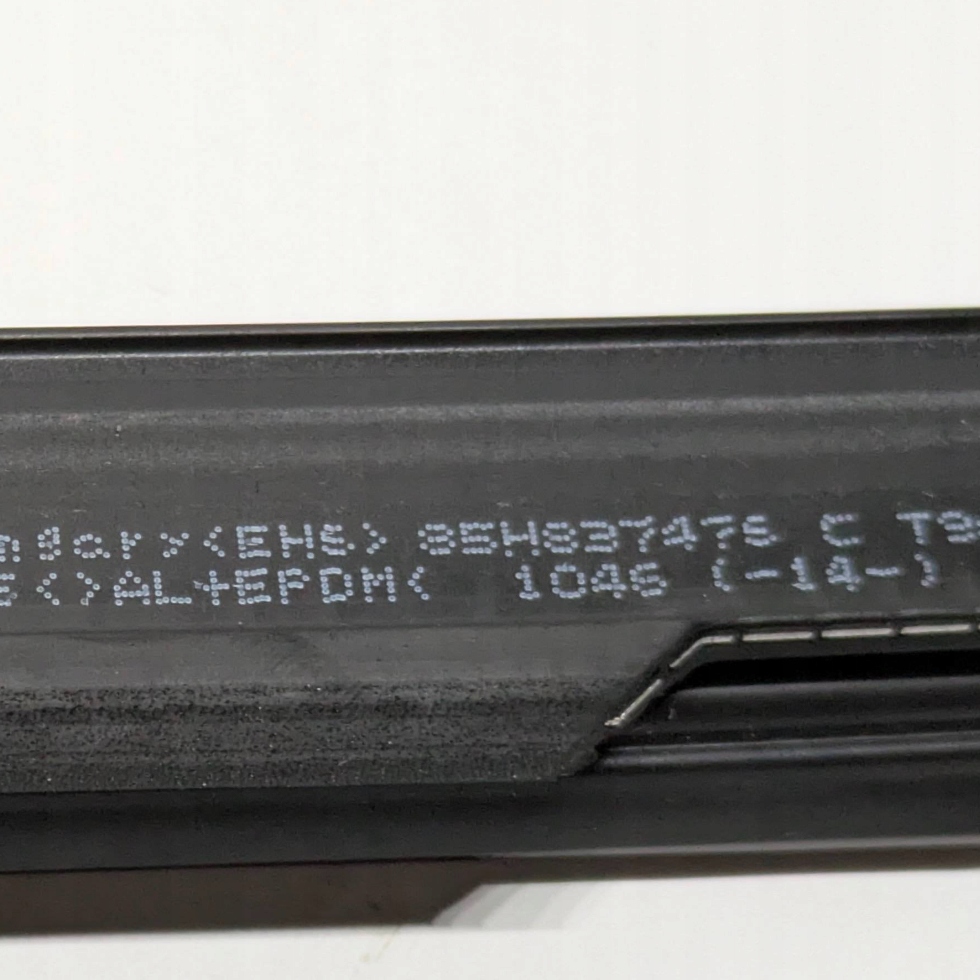 <EHS> 85H837476 C
<>AL+EPDM< 1046 (-14-)